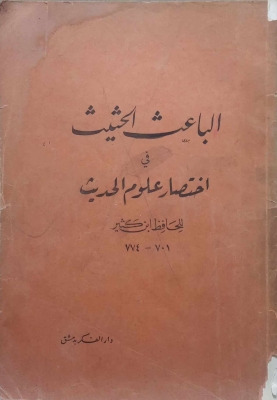 الباعث الحثيث
في
اختصار علوم الحديث
للحافظ ابن كثير
٧٠١ - ٧٧٤
دار الفكر بدمشق